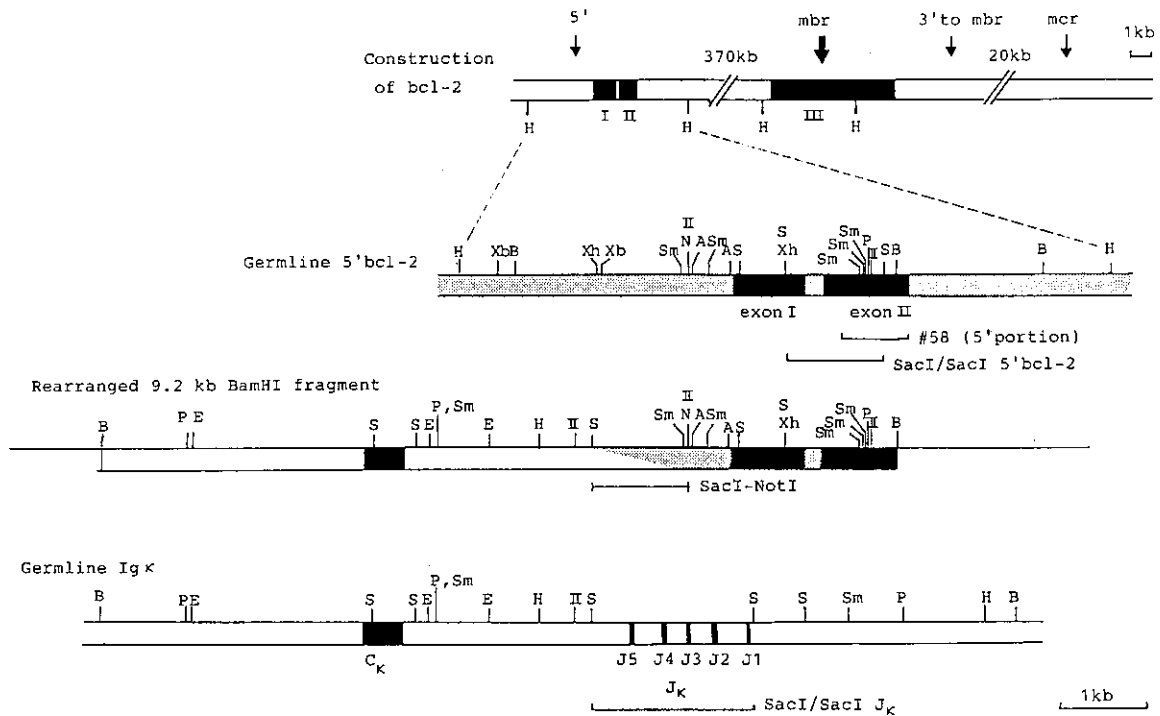 5' mbr 3'to mbr mcr 1kb
Construction of bcl-2
370kb 20kb
H I II H H III H
Germline 5'bcl-2
H Xb B Xh Xb Sm II N A Sm A S S Xh Sm Sm Sm P II S B B H
exon I exon II
#58 (5'portion)
SacI/SacI 5'bcl-2
Rearranged 9.2 kb BamHI fragment
B P E S S E P,Sm E H II S Sm II N A Sm A S S Xh Sm Sm Sm P II B
SacI-NotI
Germline Igκ
B P E S S E P,Sm E H II S S S Sm P H B
Cκ J5 J4 J3 J2 J1
Jκ
SacI/SacI Jκ
1kb